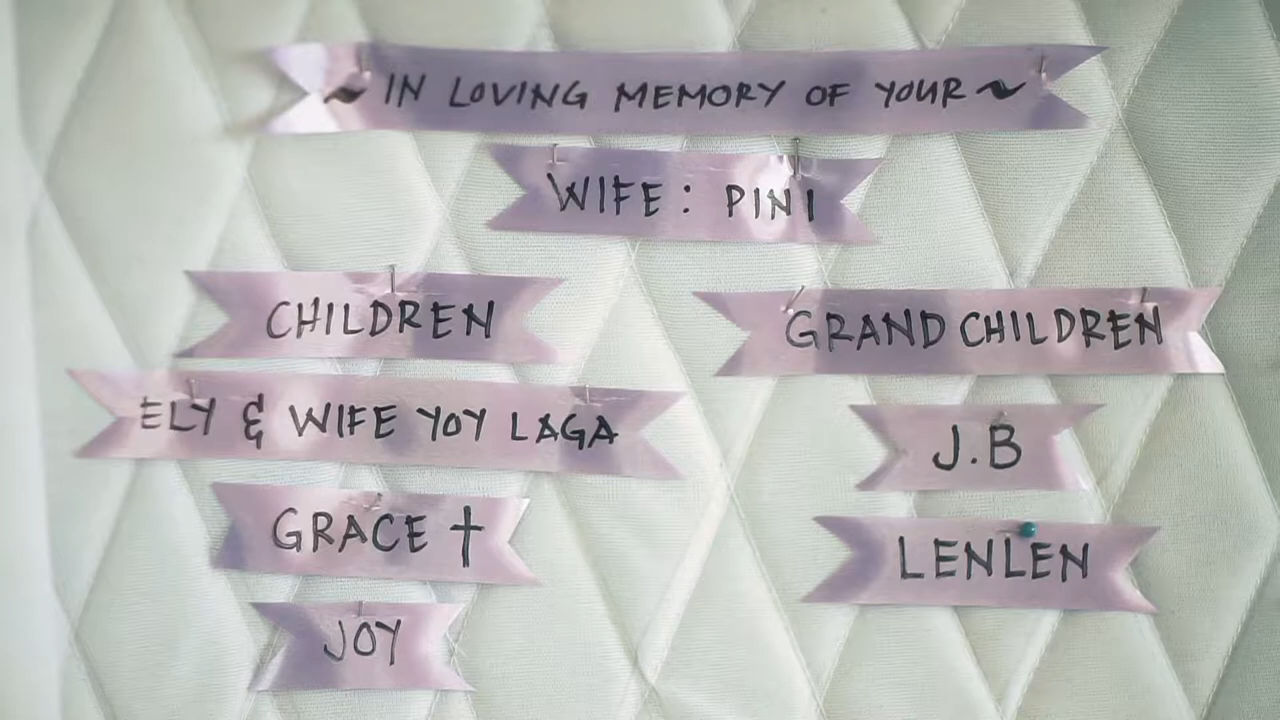 ~ IN LOVING MEMORY OF YOUR ~
WIFE: PINI
CHILDREN
ELY & WIFE YOY LAGA
GRACE †
JOY
GRAND CHILDREN
J.B
LENLEN